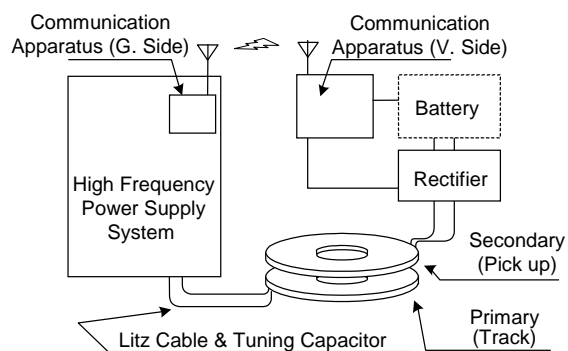 Communication
Apparatus (G. Side)
Communication
Apparatus (V. Side)
Battery
High Frequency
Power Supply
System
Rectifier
Secondary
(Pick up)
Primary
(Track)
Litz Cable & Tuning Capacitor